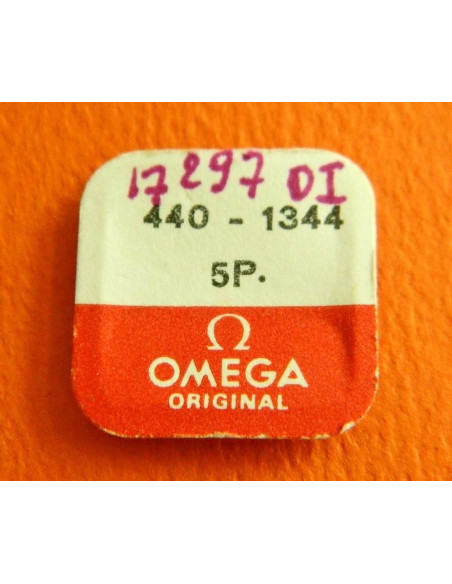 17297 DI
440 - 1344
5P.
Ω
OMEGA
ORIGINAL